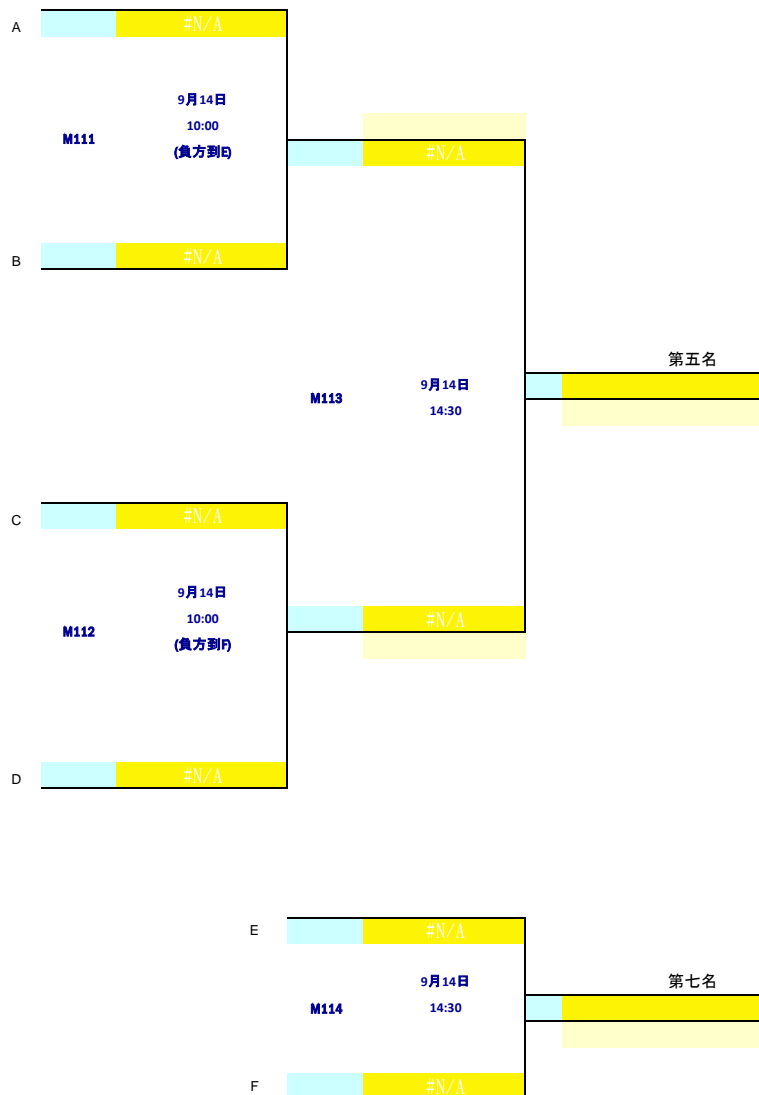 A #N/A
9月14日
10:00
M111
(負方到E)
#N/A
B #N/A
第五名
9月14日
M113
14:30
C #N/A
9月14日
10:00
#N/A
M112
(負方到F)
D #N/A
E #N/A
9月14日
第七名
M114 14:30
F #N/A